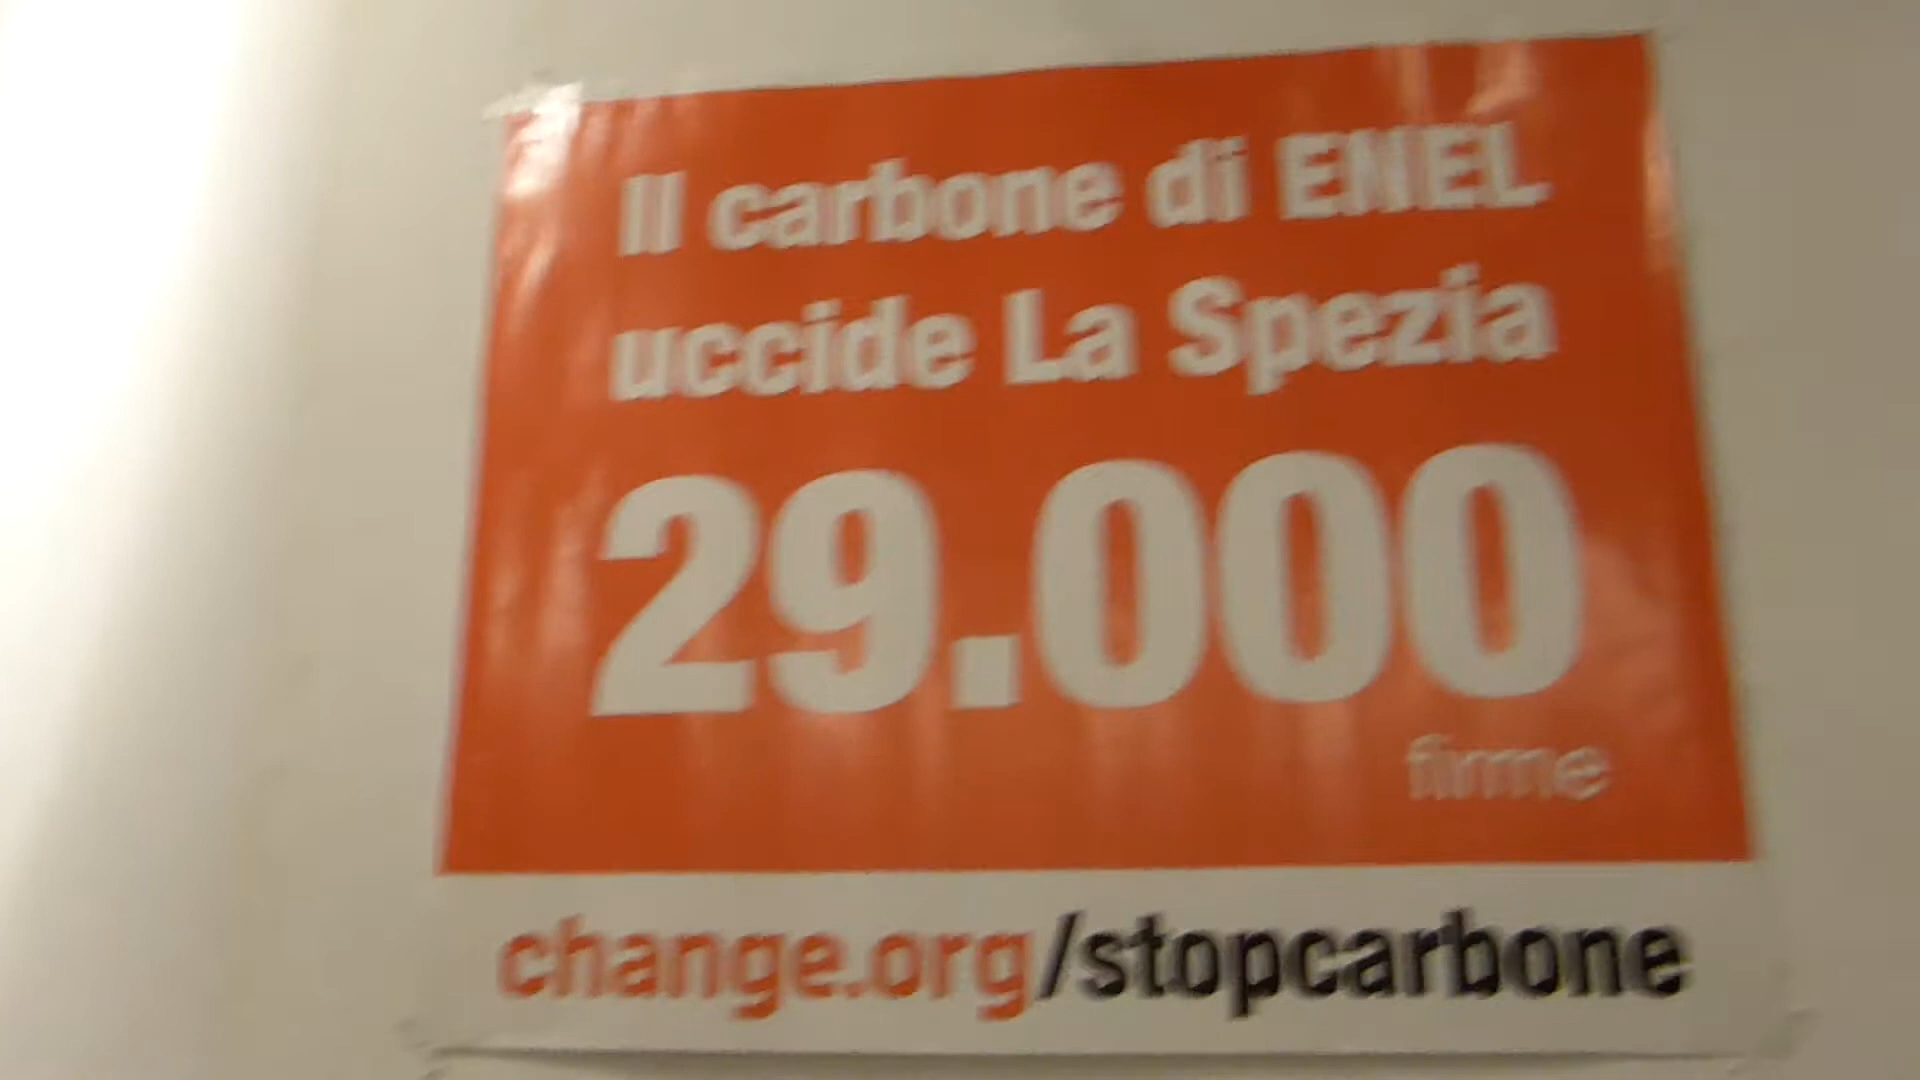 Il carbone di ENEL
uccide La Spezia
29.000
firme
change.org/stopcarbone